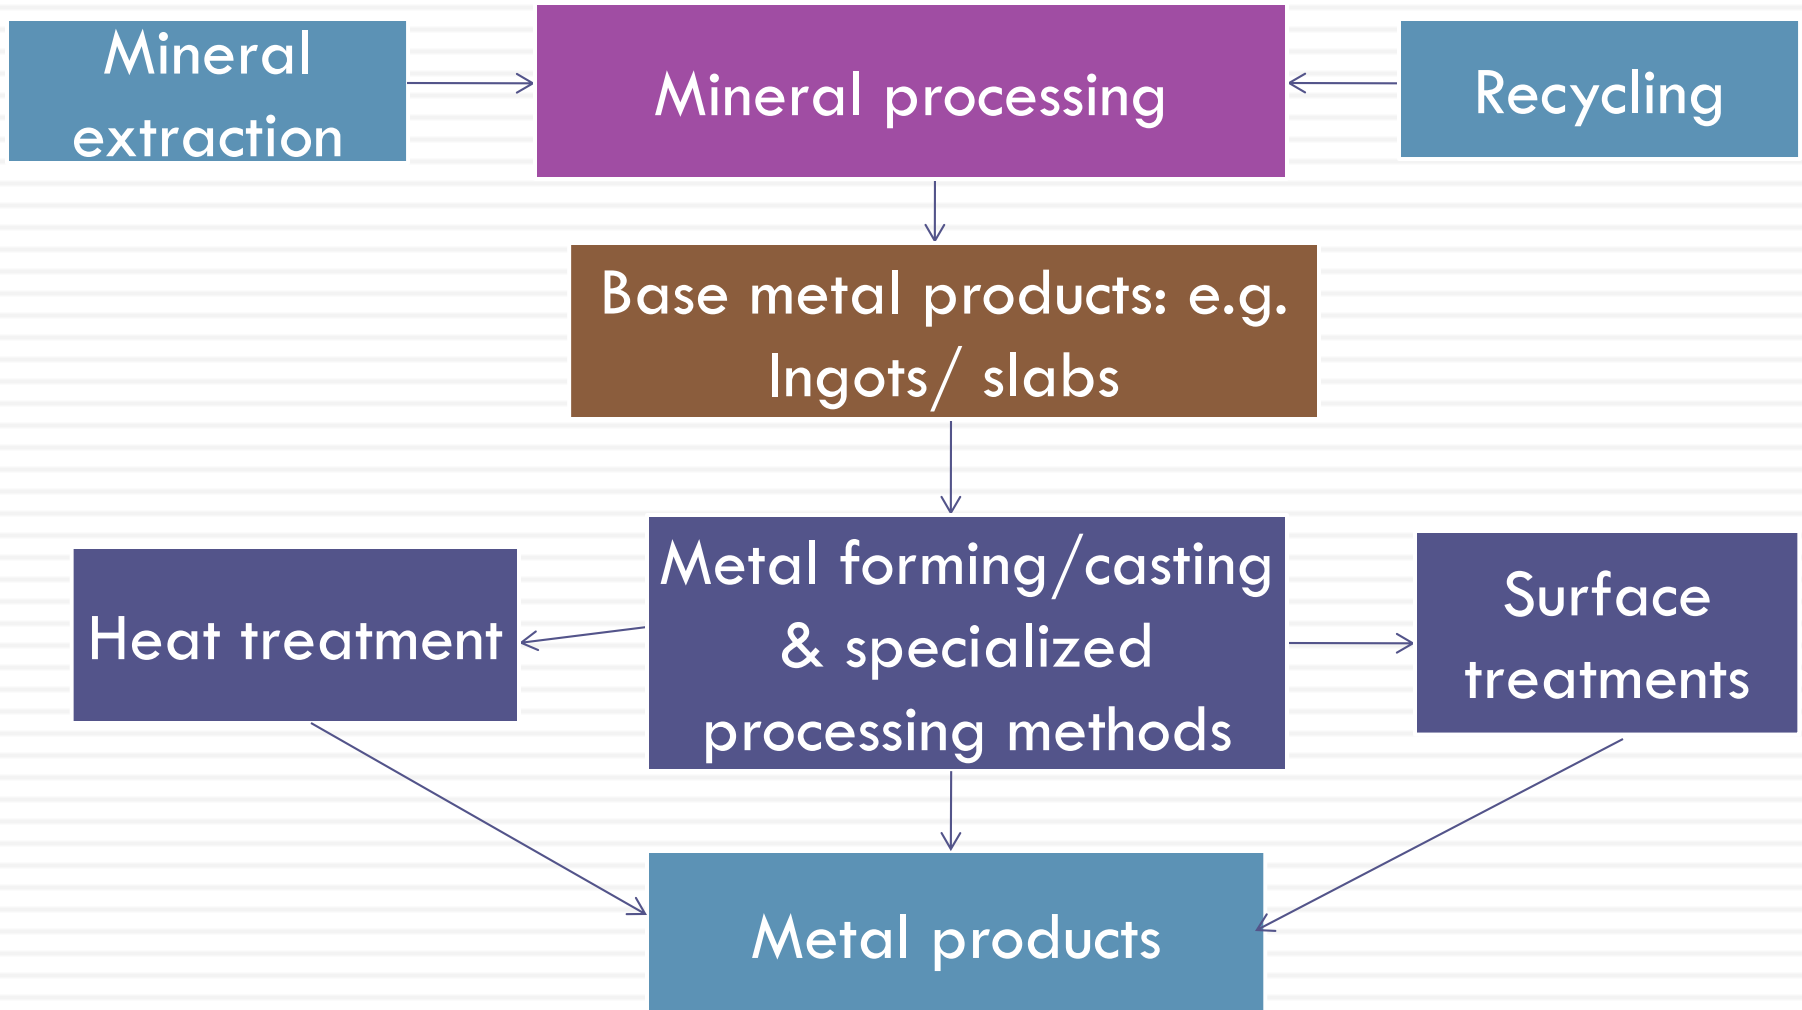 Mineral
extraction
Mineral processing
Recycling
Base metal products: e.g.
Ingots/ slabs
Heat treatment
Metal forming/casting
& specialized
processing methods
Surface
treatments
Metal products